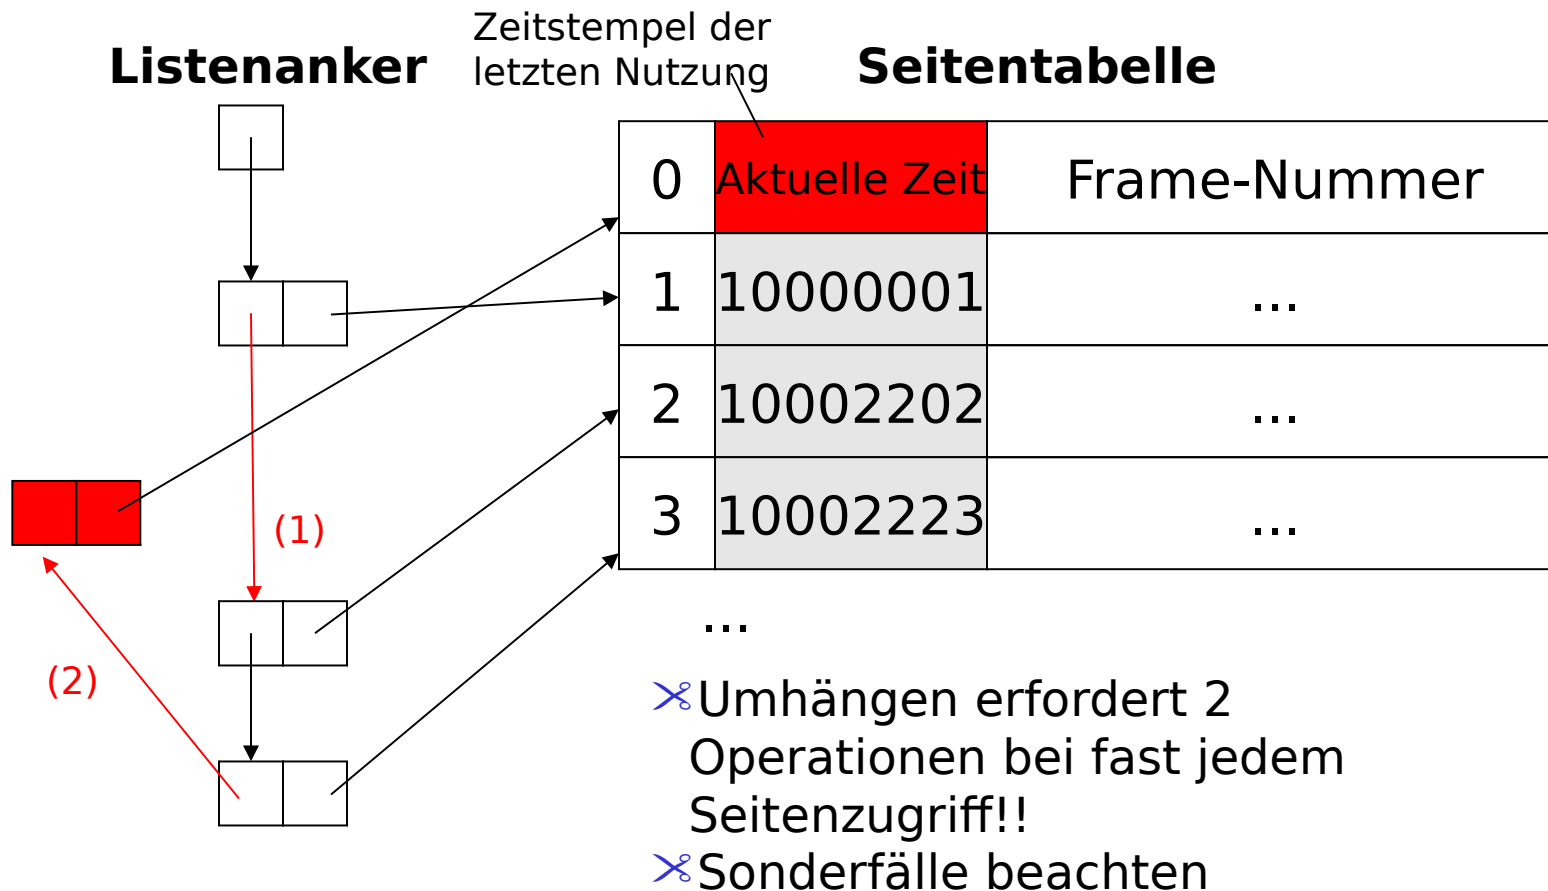 Zeitstempel der
letzten Nutzung
Listenanker
Seitentabelle
0 Aktuelle Zeit Frame-Nummer
1 10000001 ...
2 10002202 ...
3 10002223 ...
...
(1)
(2)
Umhängen erfordert 2
Operationen bei fast jedem
Seitenzugriff!!
Sonderfälle beachten